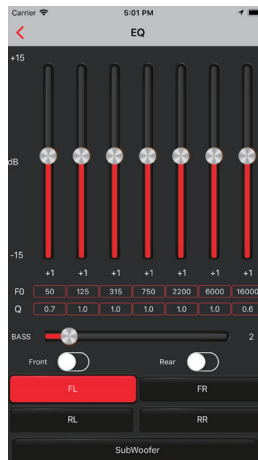 Carrier 5:01 PM
EQ
+15
dB
-15
+1 +1 +1 +1 +1 +1 +1
F0 50 125 315 750 2200 6000 16000
Q 0.7 1.0 1.0 1.0 1.0 1.0 0.6
BASS 2
Front Rear
FL FR
RL RR
SubWoofer